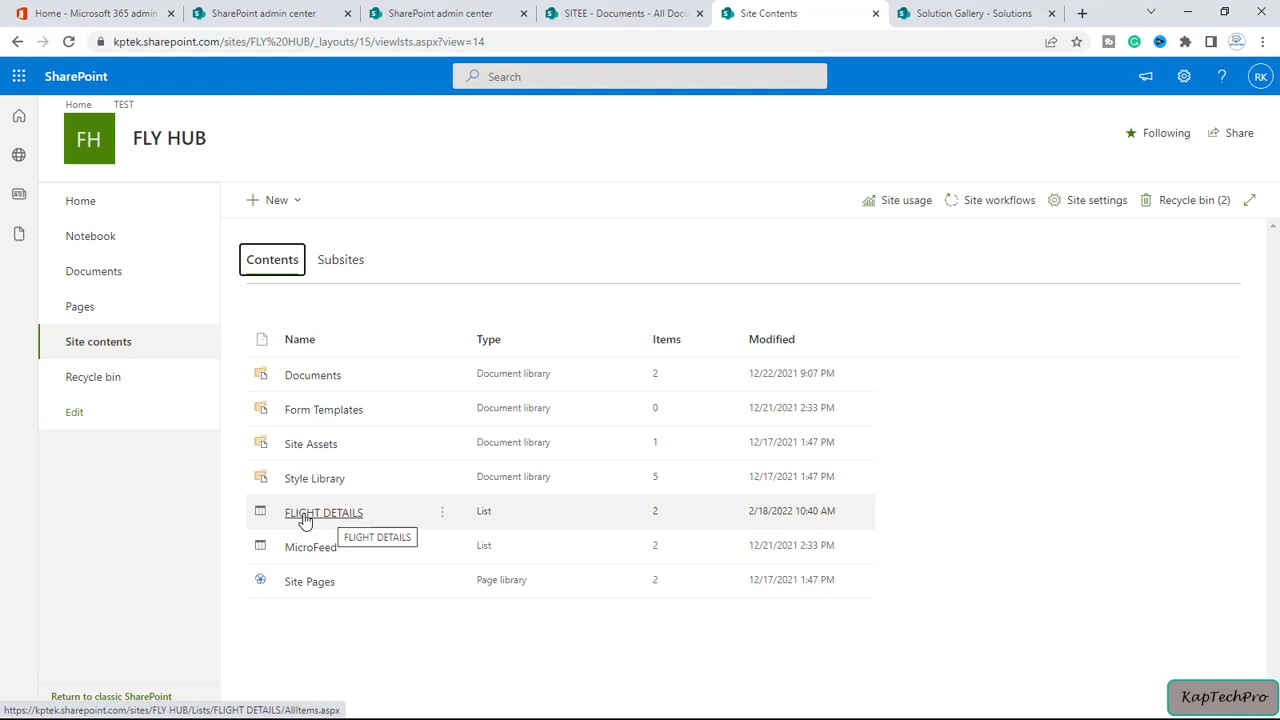 Home - Microsoft 365 admin
SharePoint admin center
SharePoint admin center
SITEE - Documents - All Doc
Site Contents
Solution Gallery - Solutions
kptek.sharepoint.com/sites/FLY%20HUB/_layouts/15/viewlsts.aspx?view=14
SharePoint
Search
RK
Home TEST
FH
FLY HUB
Following
Share
Home
Notebook
Documents
Pages
Site contents
Recycle bin
Edit
Return to classic SharePoint
New
Site usage
Site workflows
Site settings
Recycle bin (2)
Contents
Subsites
Name Type Items Modified
Documents Document library 2 12/22/2021 9:07 PM
Form Templates Document library 0 12/21/2021 2:33 PM
Site Assets Document library 1 12/17/2021 1:47 PM
Style Library Document library 5 12/17/2021 1:47 PM
FLIGHT DETAILS List 2 2/18/2022 10:40 AM
FLIGHT DETAILS
MicroFeed List 2 12/21/2021 2:33 PM
Site Pages Page library 2 12/17/2021 1:47 PM
https://kptek.sharepoint.com/sites/FLY HUB/Lists/FLIGHT DETAILS/AllItems.aspx
KapTechPro